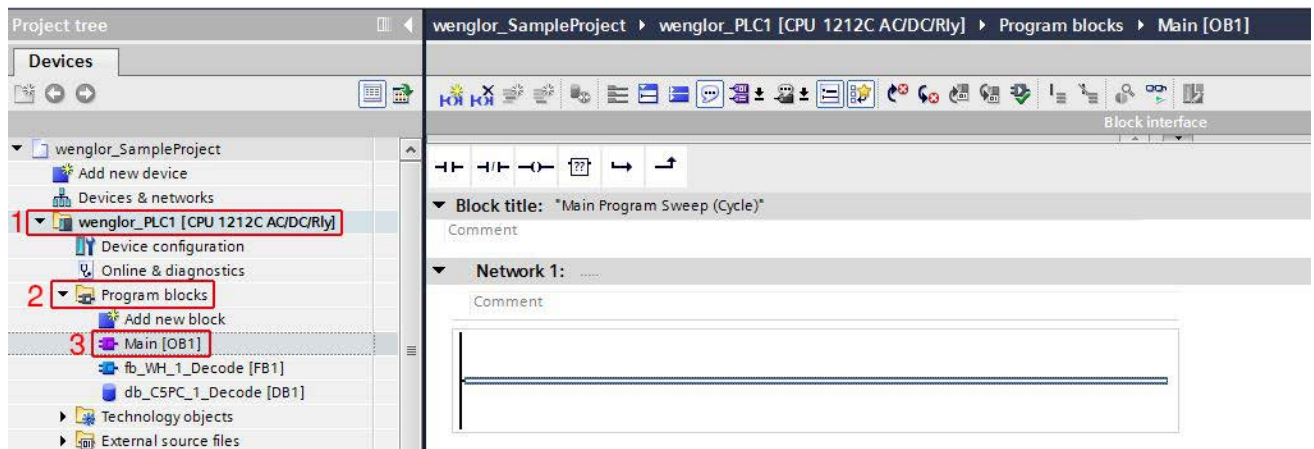 Project tree
Devices
wenglor_SampleProject
Add new device
Devices & networks
1 wenglor_PLC1 [CPU 1212C AC/DC/Rly]
Device configuration
Online & diagnostics
2 Program blocks
Add new block
3 Main [OB1]
fb_WH_1_Decode [FB1]
db_C5PC_1_Decode [DB1]
Technology objects
External source files
wenglor_SampleProject ▸ wenglor_PLC1 [CPU 1212C AC/DC/Rly] ▸ Program blocks ▸ Main [OB1]
Block interface
??
Block title: "Main Program Sweep (Cycle)"
Comment
Network 1: .....
Comment